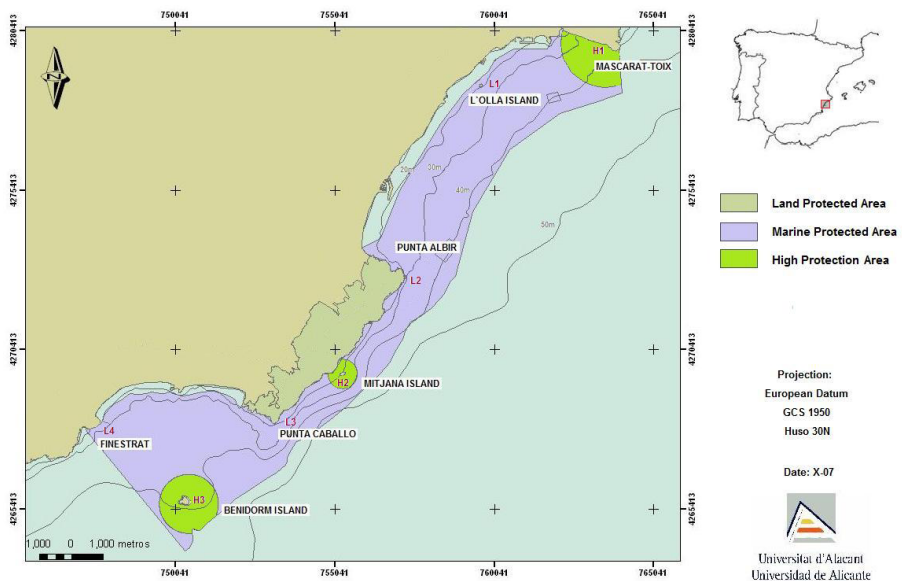 750041 755041 760041 765041
4280413 4280413
N
H1
MASCARAT-TOIX
L1
L'OLLA ISLAND
20m 30m
40m
50m
4275413 4275413
PUNTA ALBIR
L2
4270413 4270413
H2
MITJANA ISLAND
L3
PUNTA CABALLO
L4
FINESTRAT
H3
BENIDORM ISLAND
4265413 4265413
1,000 0 1,000 metros
750041 755041 760041 765041
Land Protected Area
Marine Protected Area
High Protection Area
Projection:
European Datum
GCS 1950
Huso 30N
Date: X-07
Universitat d'Alacant
Universidad de Alicante